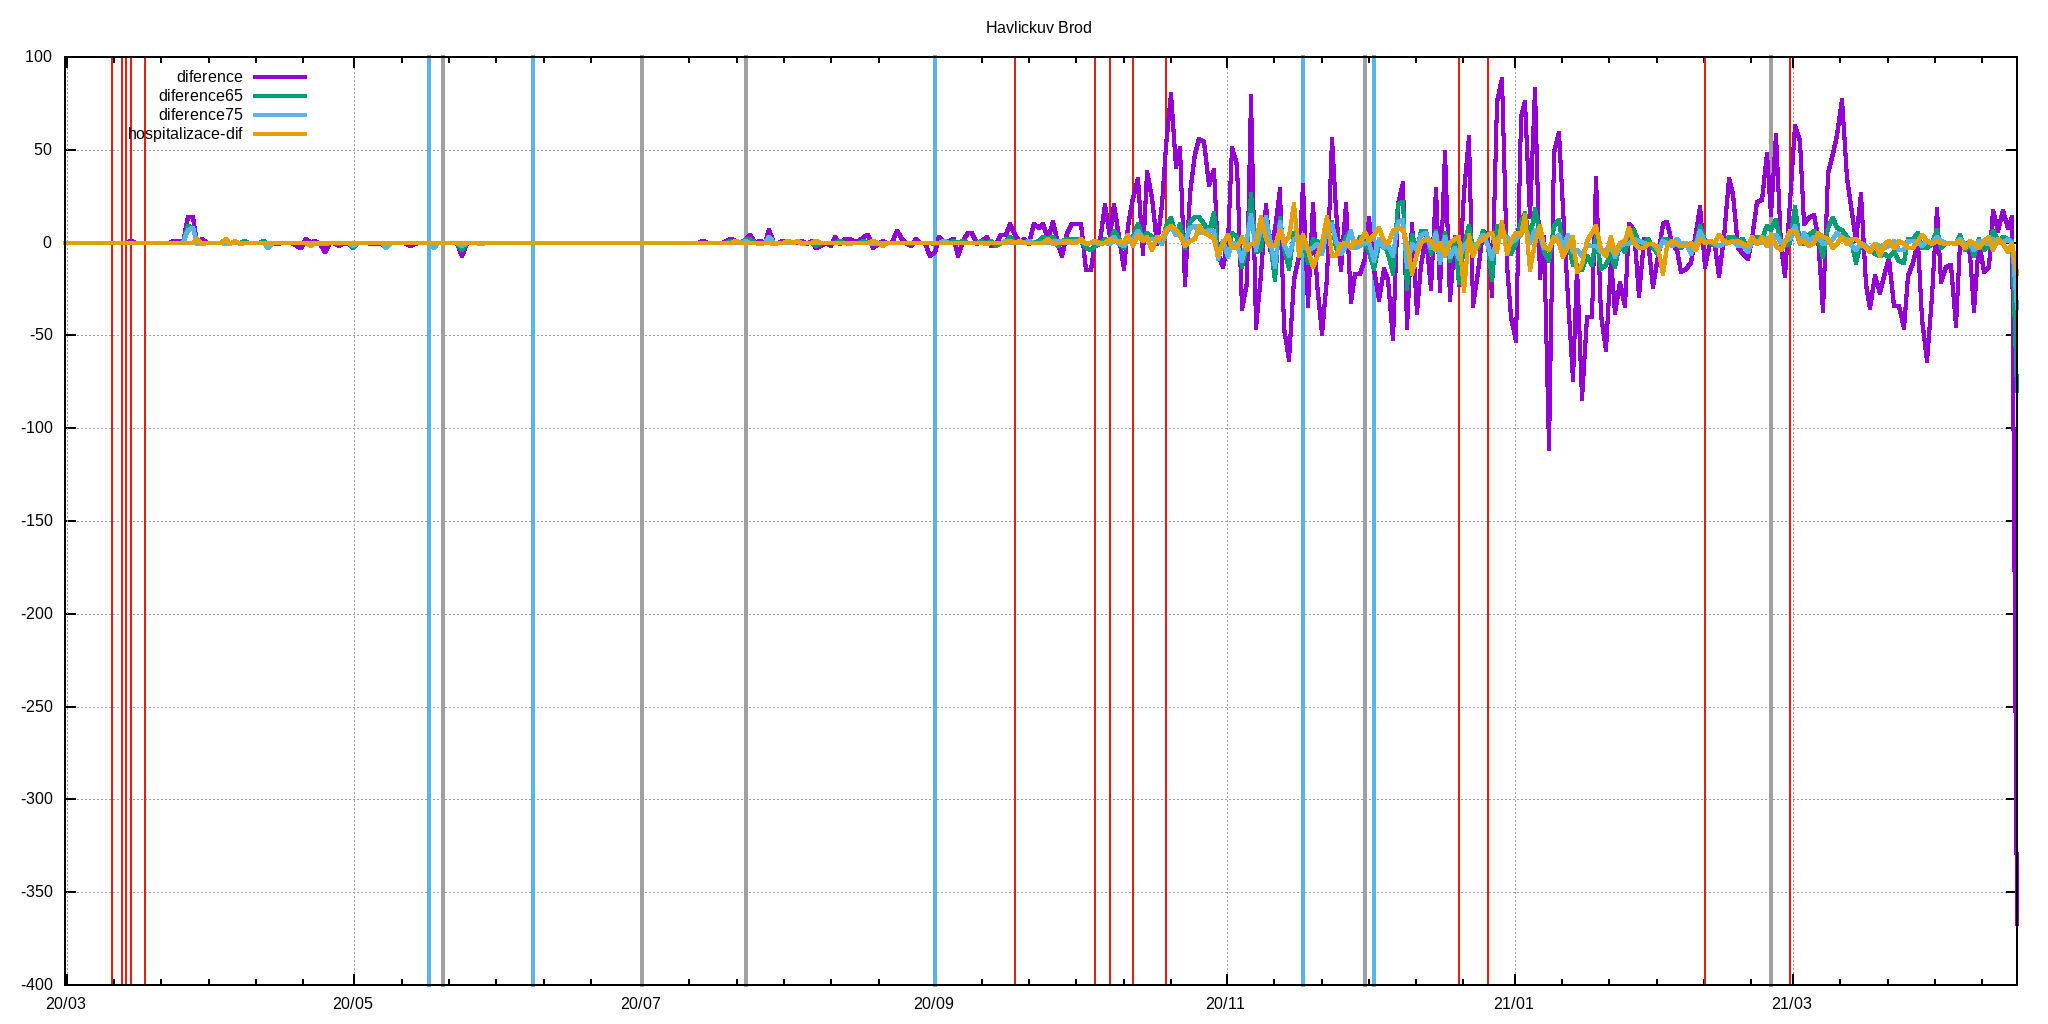 Havlickuv Brod
100
diference
diference65
diference75
hospitalizace-dif
50
0
-50
-100
-150
-200
-250
-300
-350
-400
20/03 20/05 20/07 20/09 20/11 21/01 21/03